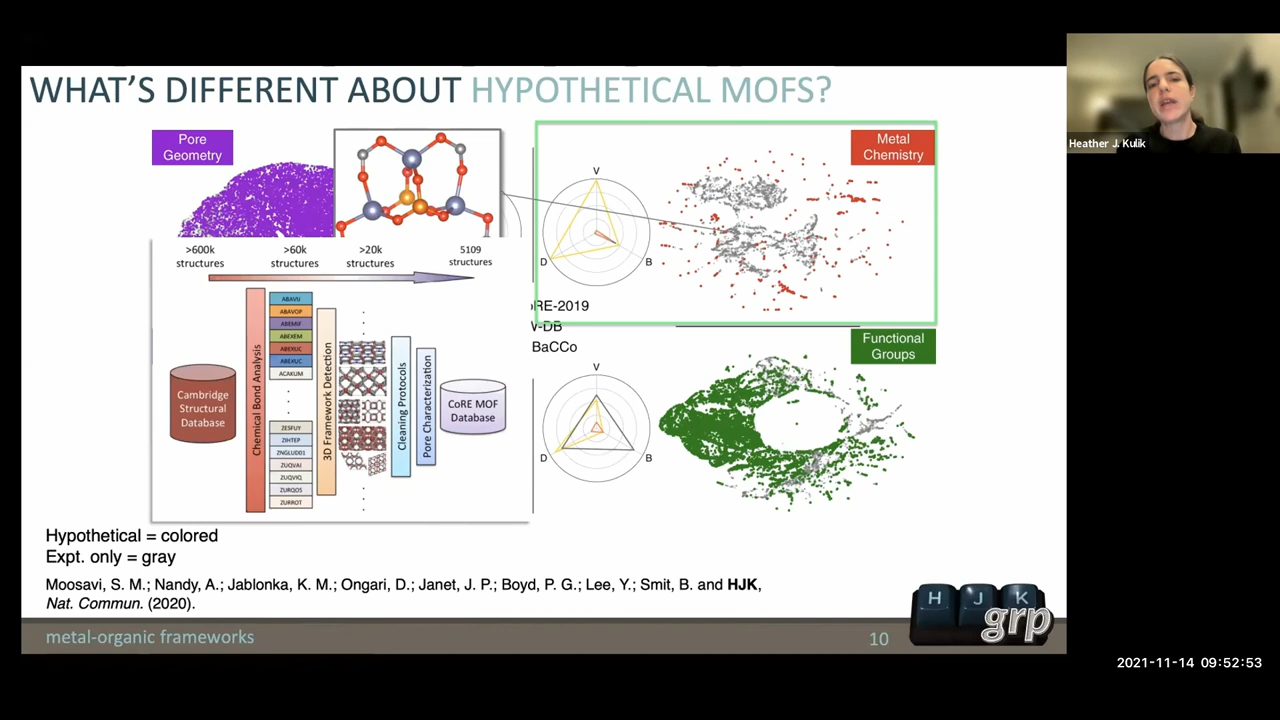 WHAT'S DIFFERENT ABOUT HYPOTHETICAL MOFS?
Pore
Geometry
Metal
Chemistry
V
D
B
>600k
structures
>60k
structures
>20k
structures
5109
structures
Cambridge
Structural
Database
Chemical Bond Analysis
ABAVIJ
ABAVOP
ABEMIF
ABEXEM
ABEXUC
ACAKUM
ZESFUY
ZIHTEP
ZNGLUD01
ZUQVAI
ZUQVIQ
ZURQOS
ZURROT
3D Framework Detection
Cleaning Protocols
Pore Characterization
CoRE MOF
Database
RE-2019
-DB
BaCCo
Functional
Groups
V
D
B
Hypothetical = colored
Expt. only = gray
Moosavi, S. M.; Nandy, A.; Jablonka, K. M.; Ongari, D.; Janet, J. P.; Boyd, P. G.; Lee, Y.; Smit, B. and HJK,
Nat. Commun. (2020).
metal-organic frameworks
10
H J K
grp
Heather J. Kulik
2021-11-14 09:52:53